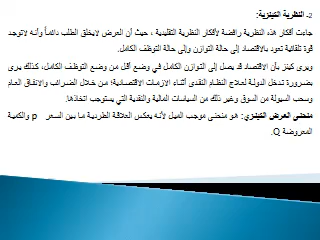 2- النظرية الكينزية:
جاءت أفكار هذه النظرية رافضة لأفكار النظرية التقليدية ، حيث أن العرض لايخلق الطلب دائماً وأنه لاتوجد
قوة تلقائية تعود بالاقتصاد إلى حالة التوازن وإلى حالة التوظف الكامل.
ويرى كينز بأن الاقتصاد قد يصل إلى التوازن الكامل في وضع أقل من وضع التوظف الكامل، كذلك يرى
بضرورة تدخل الدولة لعلاج النظام النقدي أثناء الازمات الاقتصادية؛ من خلال الضرائب والانفاق العام
وسحب السيولة من السوق وغير ذلك من السياسات المالية والنقدية التي يستوجب اتخاذها.
منحنى العرض الكينزي: هو منحنى موجب الميل لأنه يعكس العلاقة الطردية ما بين السعر p والكمية
المعروضة Q.